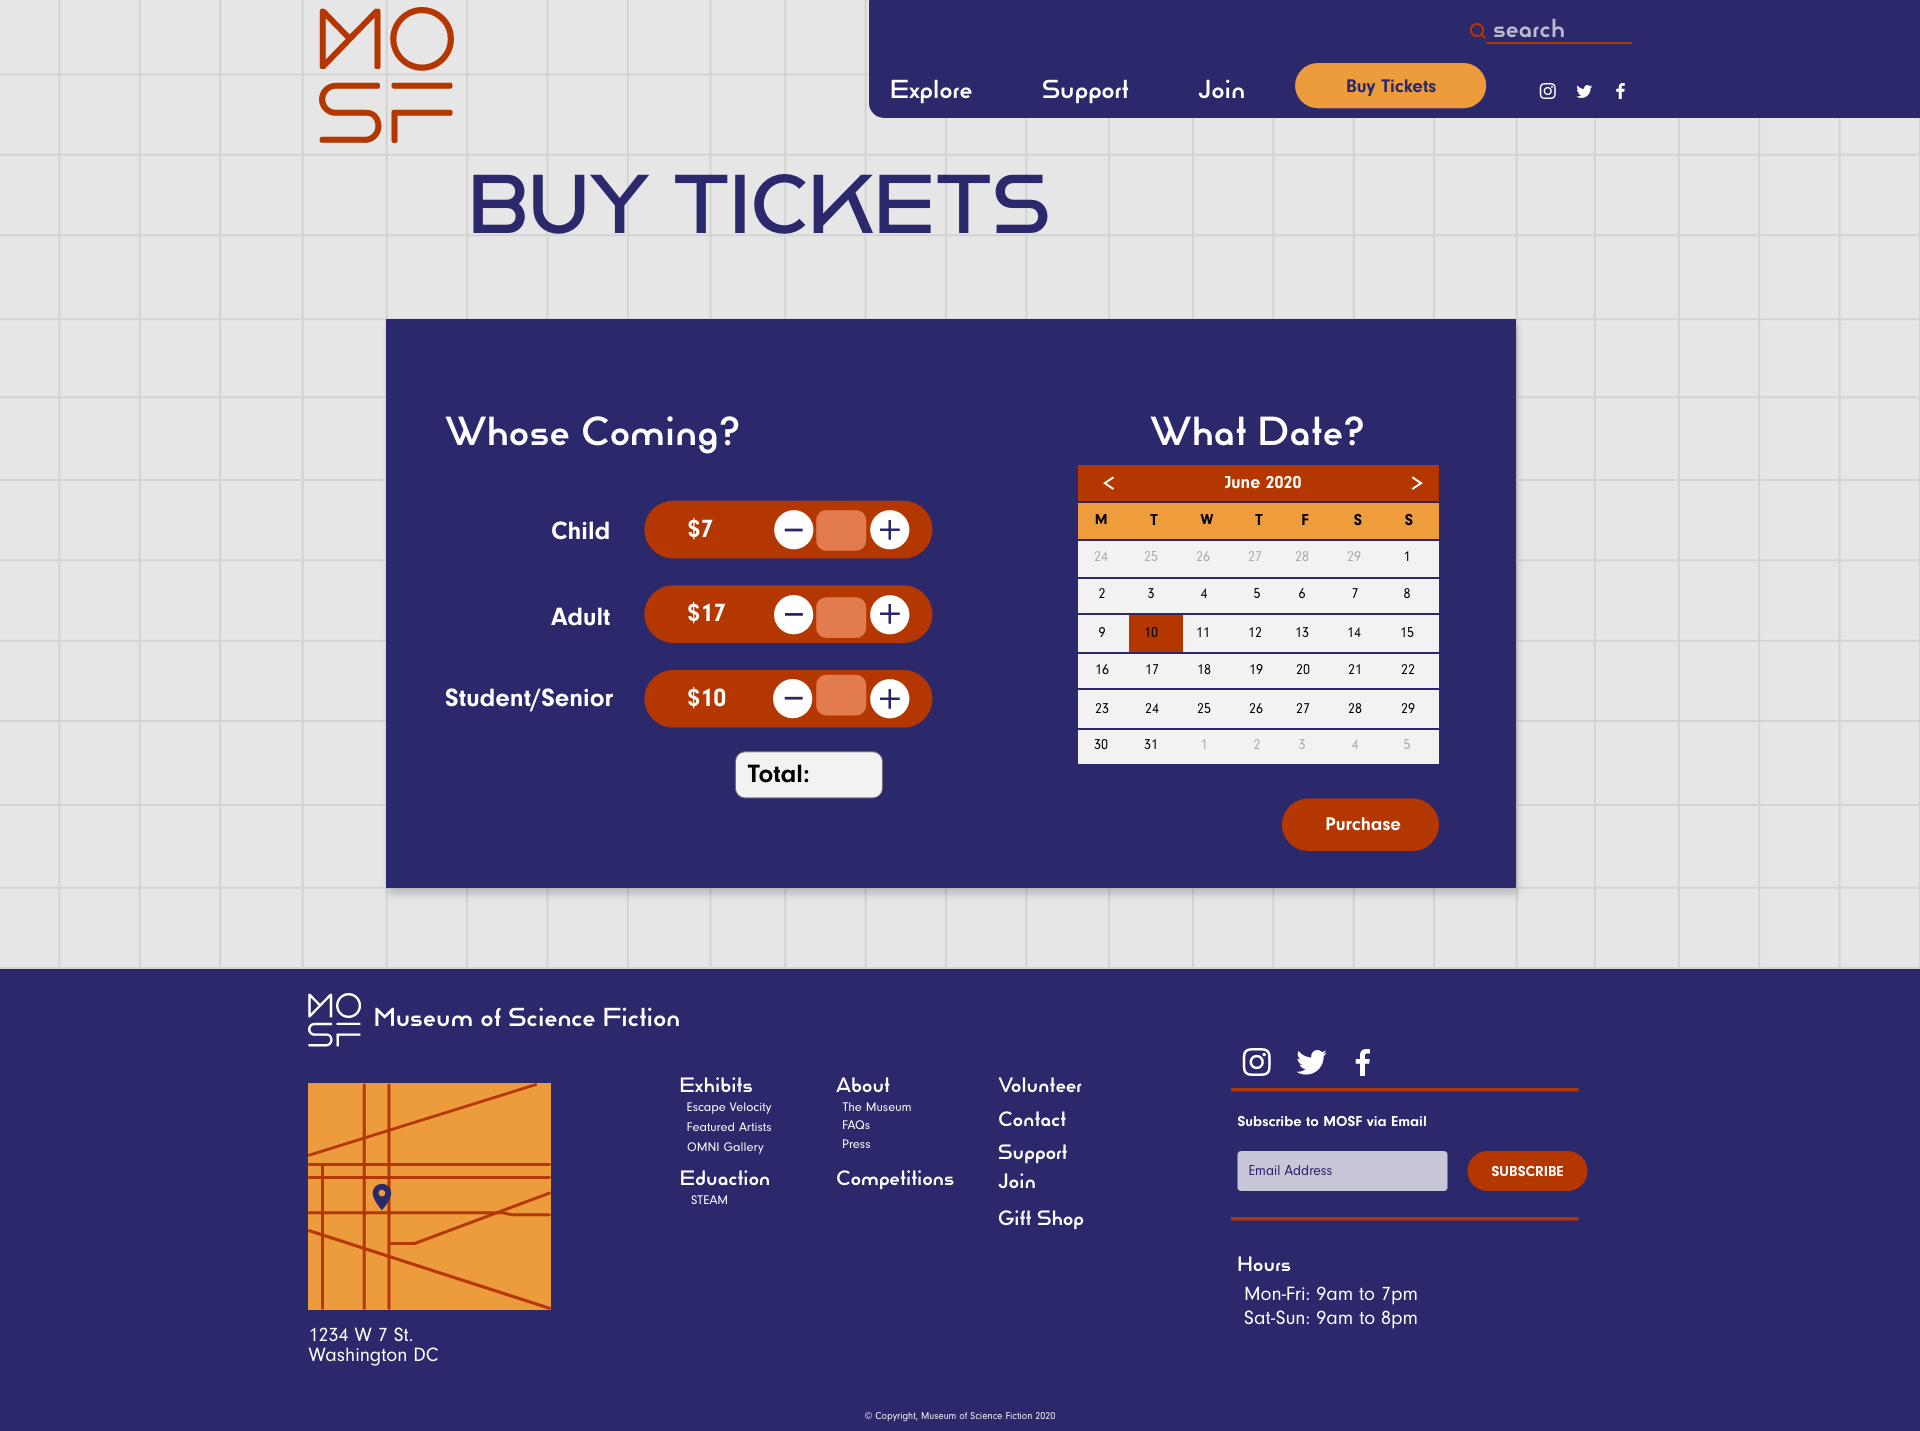 MO
SF
search
Explore Support Join Buy Tickets
BUY TICKETS
Whose Coming?
Child $7 − +
Adult $17 − +
Student/Senior $10 − +
Total:
What Date?
< June 2020 >
M T W T F S S
24 25 26 27 28 29 1
2 3 4 5 6 7 8
9 10 11 12 13 14 15
16 17 18 19 20 21 22
23 24 25 26 27 28 29
30 31 1 2 3 4 5
Purchase
MO
SF
Museum of Science Fiction
1234 W 7 St.
Washington DC
Exhibits
Escape Velocity
Featured Artists
OMNI Gallery
Eduaction
STEAM
About
The Museum
FAQs
Press
Competitions
Volunteer
Contact
Support
Join
Gift Shop
Subscribe to MOSF via Email
Email Address SUBSCRIBE
Hours
Mon-Fri: 9am to 7pm
Sat-Sun: 9am to 8pm
© Copyright, Museum of Science Fiction 2020